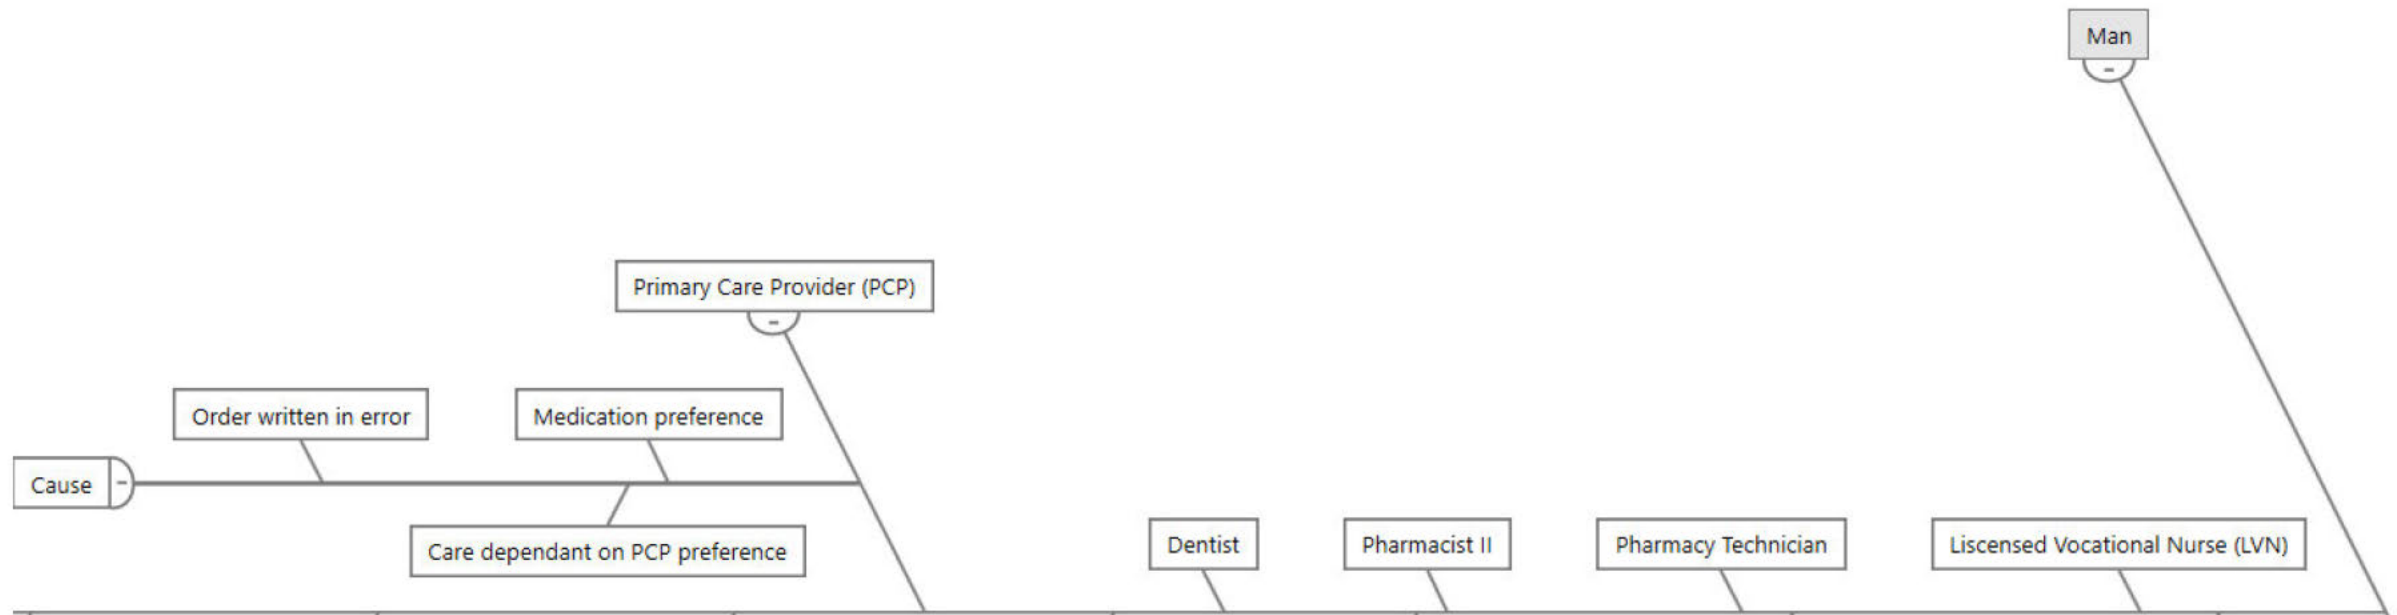 Man
Primary Care Provider (PCP)
Order written in error
Medication preference
Cause
Care dependant on PCP preference
Dentist
Pharmacist II
Pharmacy Technician
Liscensed Vocational Nurse (LVN)